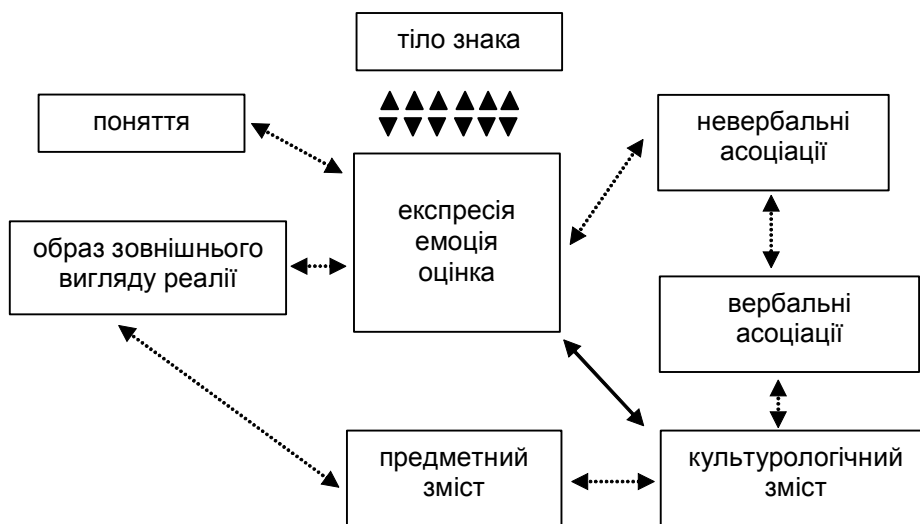 тіло знака
поняття
невербальні
асоціації
експресія
емоція
оцінка
образ зовнішнього
вигляду реалії
вербальні
асоціації
предметний
зміст
культурологічний
зміст